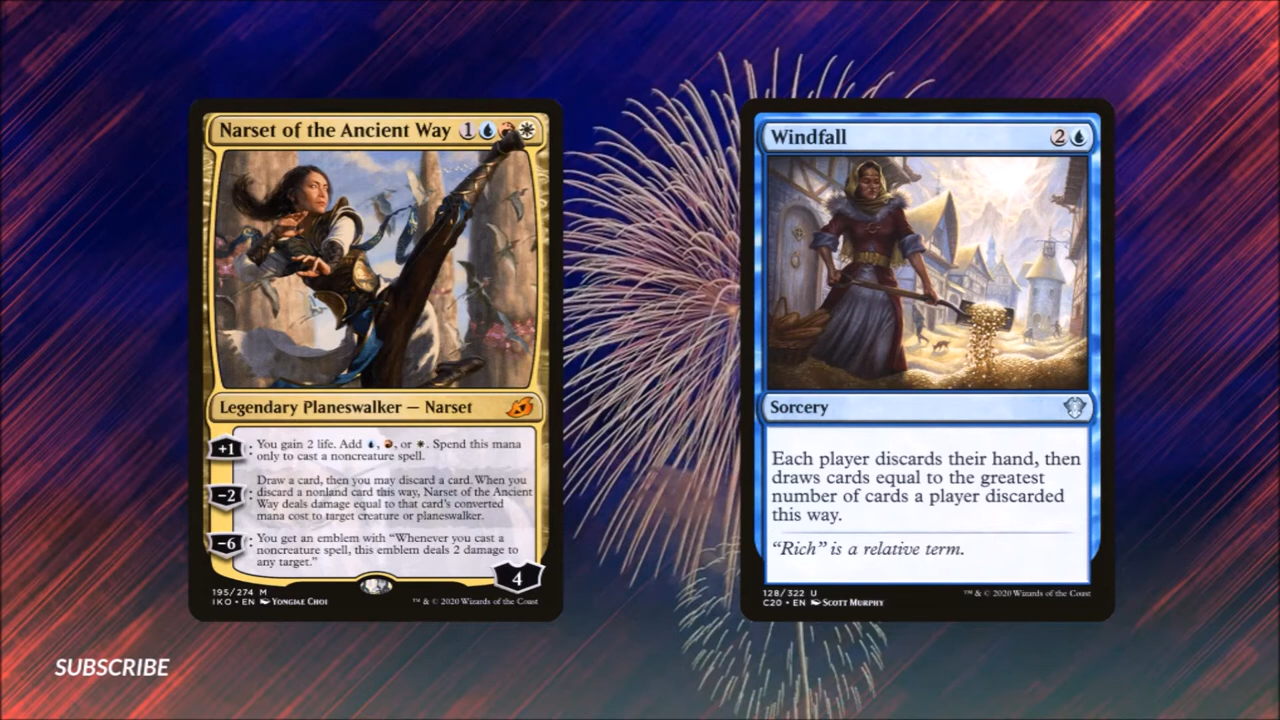 Narset of the Ancient Way 1
Legendary Planeswalker — Narset
+1: You gain 2 life. Add , , or . Spend this mana
only to cast a noncreature spell.
-2: Draw a card, then you may discard a card. When you
discard a nonland card this way, Narset of the Ancient
Way deals damage equal to that card's converted
mana cost to target creature or planeswalker.
-6: You get an emblem with “Whenever you cast a
noncreature spell, this emblem deals 2 damage to
any target.”
4
195/274 M
IKO • EN Yongjae Choi
™ & © 2020 Wizards of the Coast
Windfall 2
Sorcery
Each player discards their hand, then
draws cards equal to the greatest
number of cards a player discarded
this way.
“Rich” is a relative term.
128/322 U
C20 • EN Scott Murphy
™ & © 2020 Wizards of the Coast
SUBSCRIBE